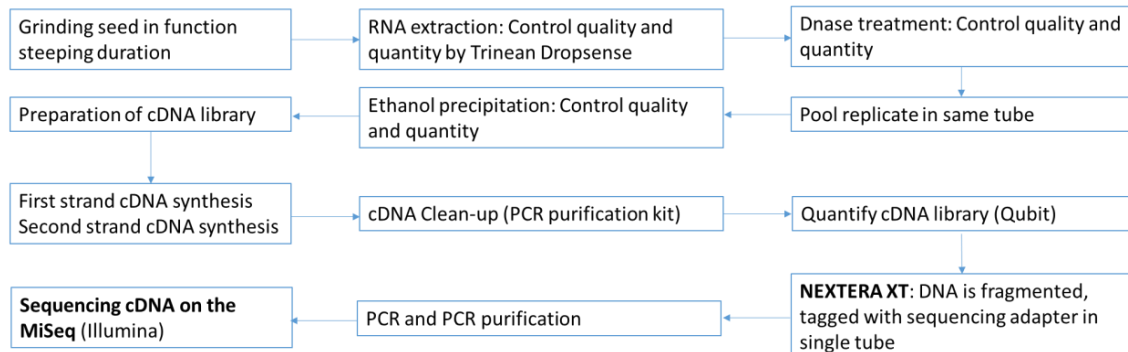 Grinding seed in function
steeping duration
RNA extraction: Control quality and
quantity by Trinean Dropsense
Dnase treatment: Control quality and
quantity
Pool replicate in same tube
Ethanol precipitation: Control quality
and quantity
Preparation of cDNA library
First strand cDNA synthesis
Second strand cDNA synthesis
cDNA Clean-up (PCR purification kit)
Quantify cDNA library (Qubit)
NEXTERA XT: DNA is fragmented,
tagged with sequencing adapter in
single tube
PCR and PCR purification
Sequencing cDNA on the
MiSeq (Illumina)